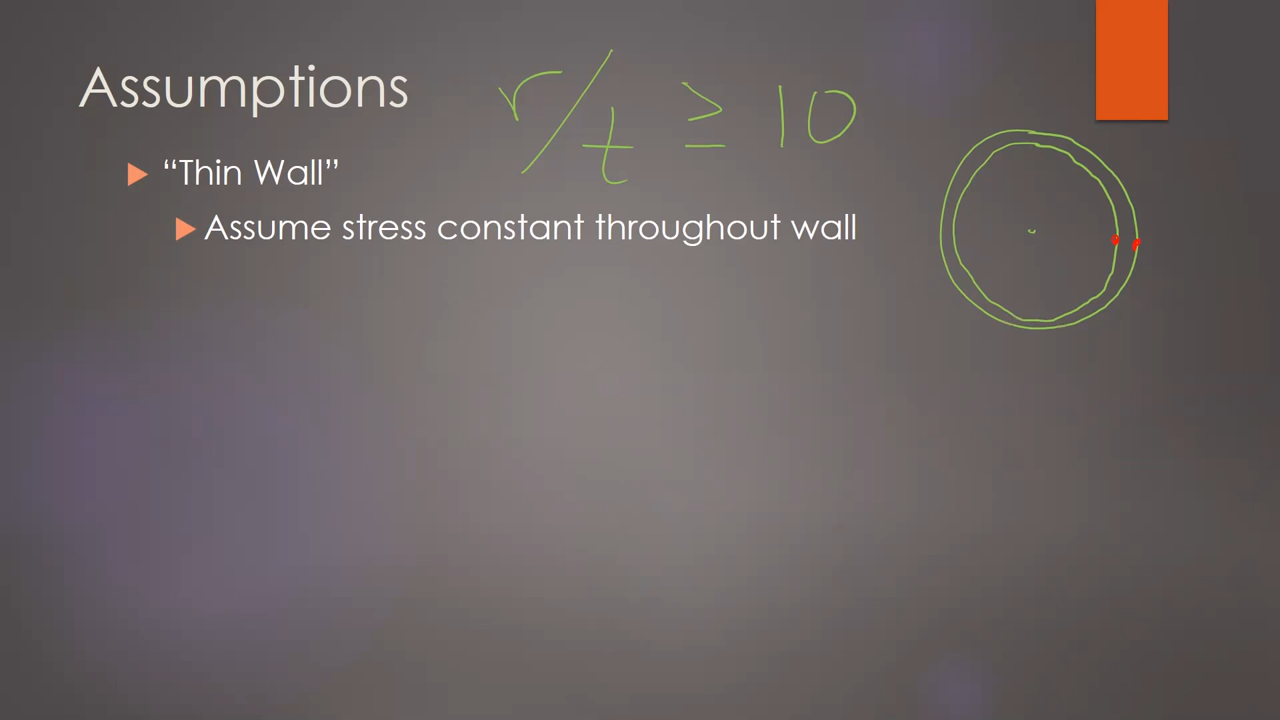 Assumptions
r/t ≥ 10
“Thin Wall”
Assume stress constant throughout wall